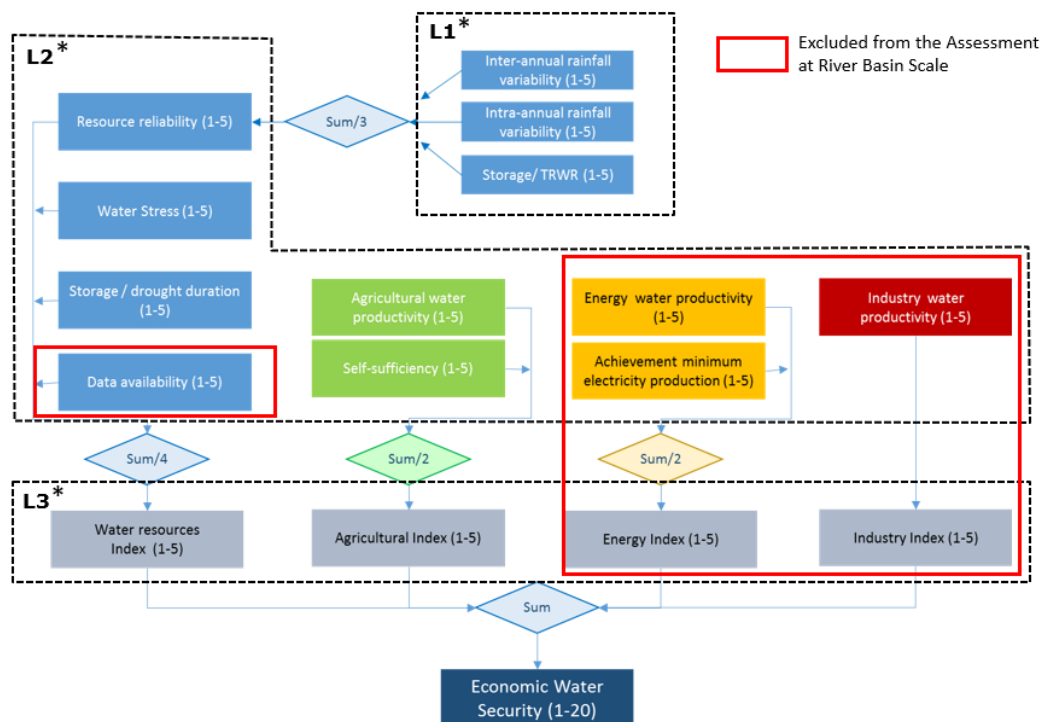 L2*
L1*
Excluded from the Assessment
at River Basin Scale
Inter-annual rainfall
variability (1-5)
Resource reliability (1-5)
Sum/3
Intra-annual rainfall
variability (1-5)
Storage/ TRWR (1-5)
Water Stress (1-5)
Storage / drought duration
(1-5)
Agricultural water
productivity (1-5)
Energy water productivity
(1-5)
Industry water
productivity (1-5)
Data availability (1-5)
Self-sufficiency (1-5)
Achievement minimum
electricity production (1-5)
Sum/4
Sum/2
Sum/2
L3*
Water resources
Index (1-5)
Agricultural Index (1-5)
Energy Index (1-5)
Industry Index (1-5)
Sum
Economic Water
Security (1-20)